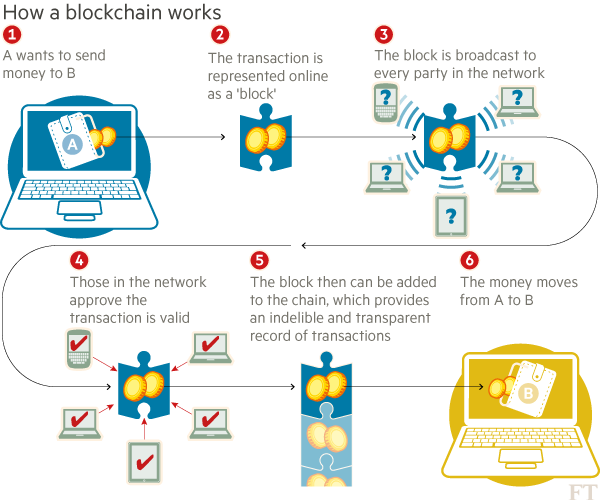 How a blockchain works
1
A wants to send
money to B
2
The transaction is
represented online
as a 'block'
3
The block is broadcast to
every party in the network
A
?
?
?
?
?
4
Those in the network
approve the
transaction is valid
5
The block then can be added
to the chain, which provides
an indelible and transparent
record of transactions
6
The money moves
from A to B
B
FT